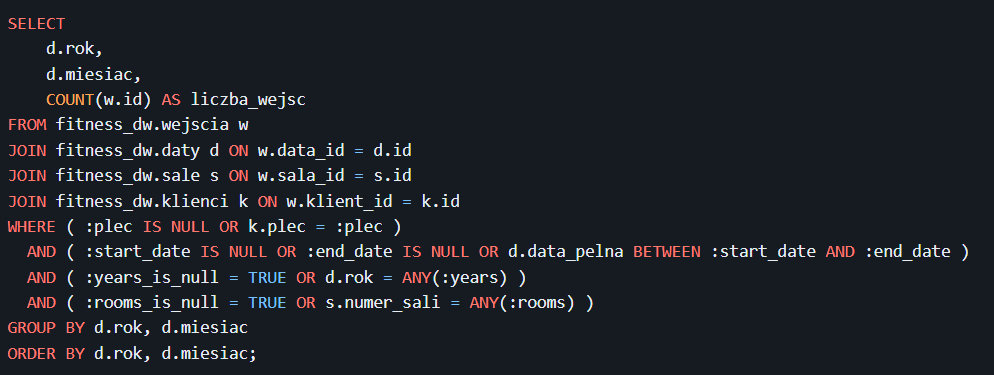 SELECT
    d.rok,
    d.miesiac,
    COUNT(w.id) AS liczba_wejsc
FROM fitness_dw.wejscia w
JOIN fitness_dw.daty d ON w.data_id = d.id
JOIN fitness_dw.sale s ON w.sala_id = s.id
JOIN fitness_dw.klienci k ON w.klient_id = k.id
WHERE ( :plec IS NULL OR k.plec = :plec )
  AND ( :start_date IS NULL OR :end_date IS NULL OR d.data_pelna BETWEEN :start_date AND :end_date )
  AND ( :years_is_null = TRUE OR d.rok = ANY(:years) )
  AND ( :rooms_is_null = TRUE OR s.numer_sali = ANY(:rooms) )
GROUP BY d.rok, d.miesiac
ORDER BY d.rok, d.miesiac;